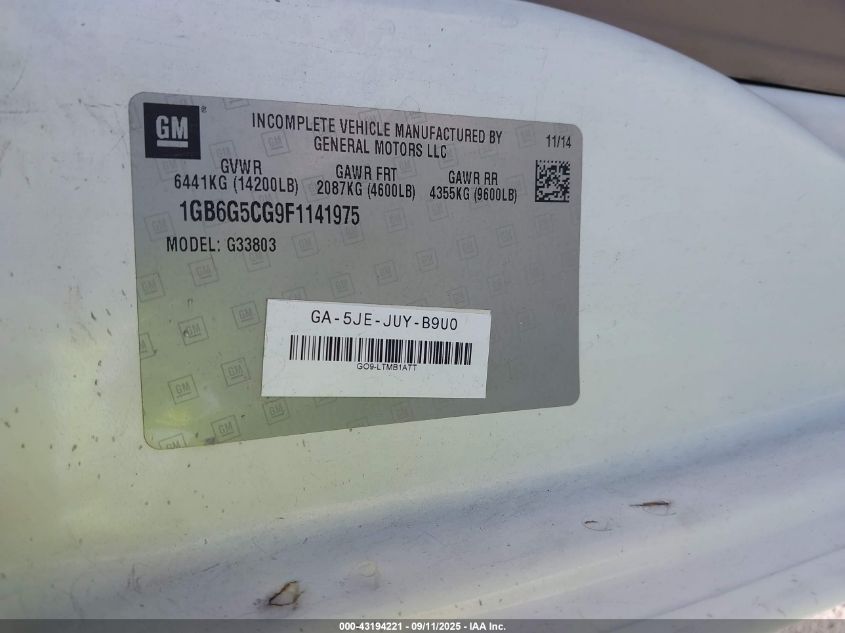 GM ®
INCOMPLETE VEHICLE MANUFACTURED BY
GENERAL MOTORS LLC
11/14
GVWR
6441KG (14200LB)
GAWR FRT
2087KG (4600LB)
GAWR RR
4355KG (9600LB)
1GB6G5CG9F1141975
MODEL: G33803
GA-5JE-JUY-B9U0
GO9-LTMB1ATT
000-43194221 - 09/11/2025 - IAA Inc.